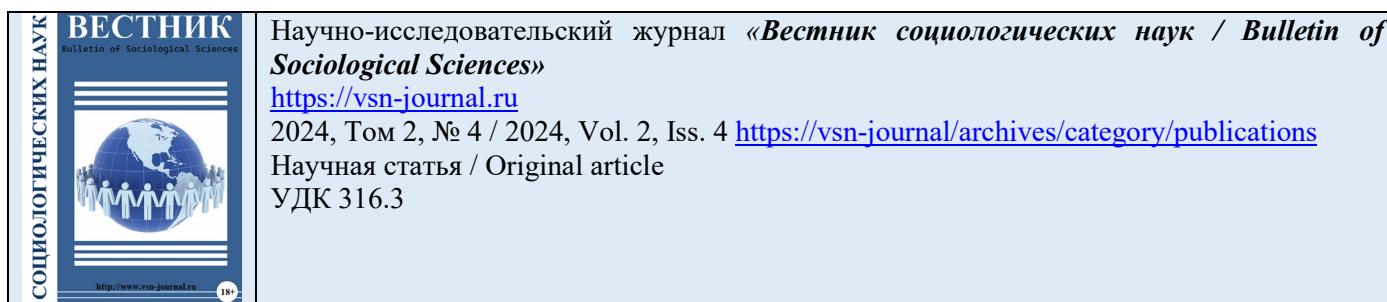 СОЦИОЛОГИЧЕСКИХ НАУК
ВЕСТНИК
Bulletin of Sociological Sciences
http://www.vsn-journal.ru
18+
Научно-исследовательский журнал «Вестник социологических наук / Bulletin of
Sociological Sciences»
https://vsn-journal.ru
2024, Том 2, № 4 / 2024, Vol. 2, Iss. 4 https://vsn-journal/archives/category/publications
Научная статья / Original article
УДК 316.3